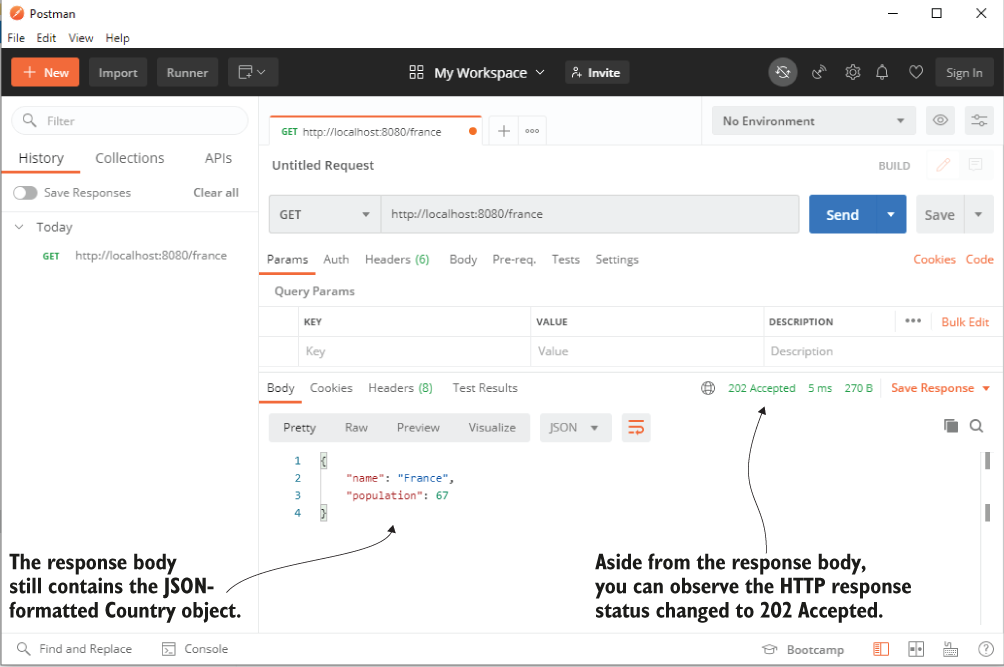 Postman
File Edit View Help
+ New Import Runner My Workspace Invite Sign In
Filter
History Collections APIs
Save Responses Clear all
Today
GET http://localhost:8080/france
GET http://localhost:8080/france
No Environment
Untitled Request BUILD
GET http://localhost:8080/france Send Save
Params Auth Headers (6) Body Pre-req. Tests Settings Cookies Code
Query Params
KEY VALUE DESCRIPTION ••• Bulk Edit
Key Value Description
Body Cookies Headers (8) Test Results 202 Accepted 5 ms 270 B Save Response
Pretty Raw Preview Visualize JSON
1 {
2 "name": "France",
3 "population": 67
4 }
The response body
still contains the JSON-
formatted Country object.
Aside from the response body,
you can observe the HTTP response
status changed to 202 Accepted.
Find and Replace Console Bootcamp